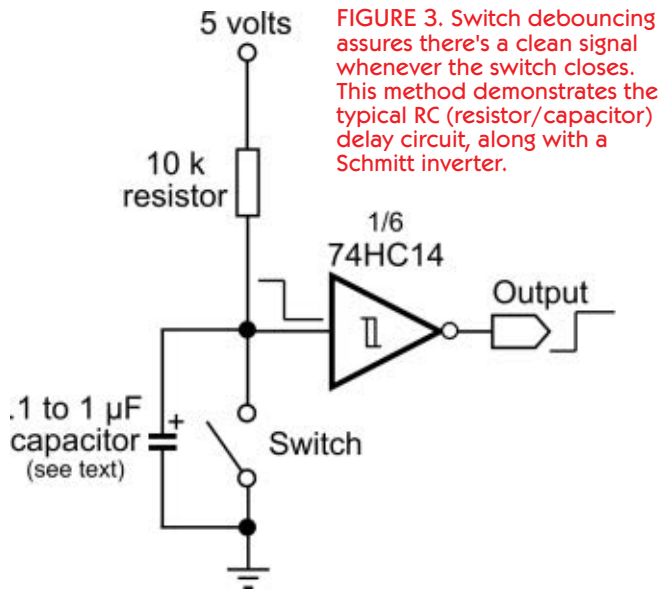 5 volts
FIGURE 3. Switch debouncing
assures there's a clean signal
whenever the switch closes.
This method demonstrates the
typical RC (resistor/capacitor)
delay circuit, along with a
Schmitt inverter.
10 k
resistor
1/6
74HC14
Output
.1 to 1 µF
capacitor
(see text)
+
Switch